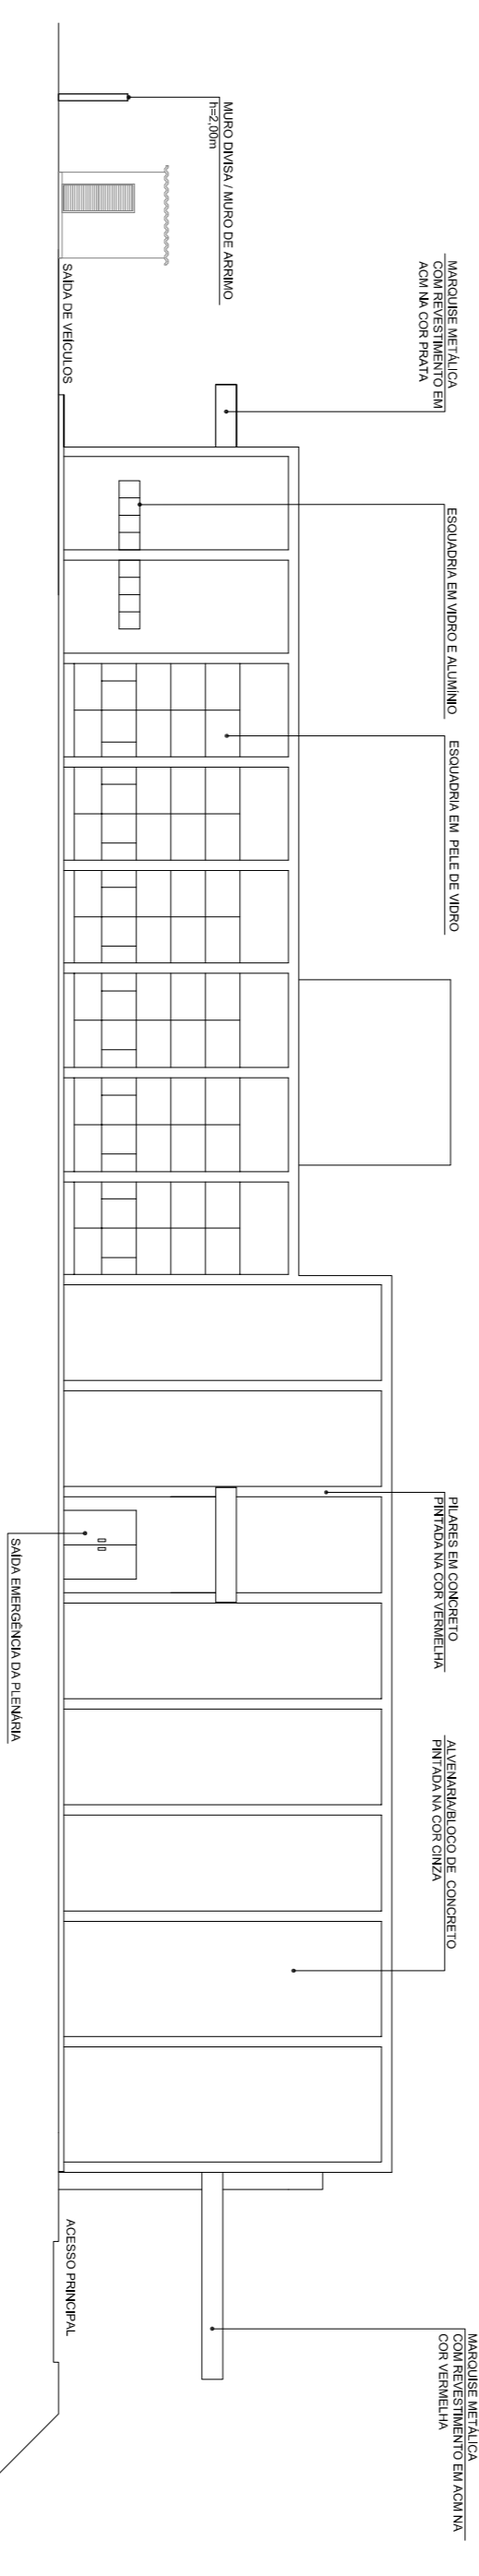 MURO DIVISA / MURO DE ARRIMO
h=2,00m
SAÍDA DE VEÍCULOS
MARQUISE METÁLICA
COM REVESTIMENTO EM
ACM NA COR PRATA
ESQUADRIA EM VIDRO E ALUMÍNIO
ESQUADRIA EM PELE DE VIDRO
PILARES EM CONCRETO
PINTADA NA COR VERMELHA
SAÍDA EMERGÊNCIA DA PLENÁRIA
ALVENARIA/BLOCO DE CONCRETO
PINTADA NA COR CINZA
ACESSO PRINCIPAL
MARQUISE METÁLICA
COM REVESTIMENTO EM ACM NA
COR VERMELHA